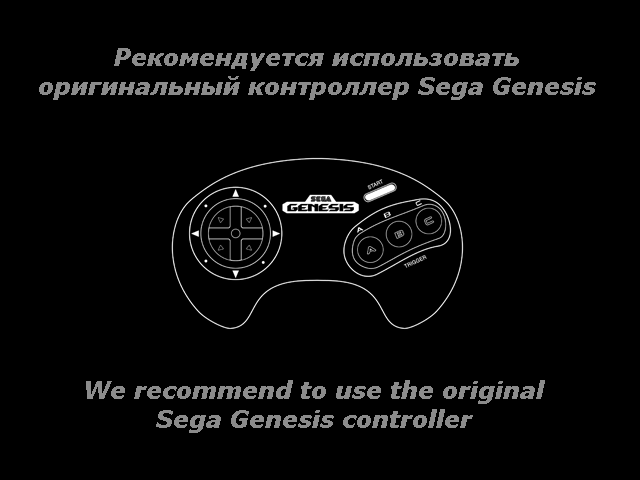 Рекомендуется использовать
оригинальный контроллер Sega Genesis
START
SEGA
GENESIS
A B C
A B C
TRIGGER
We recommend to use the original
Sega Genesis controller